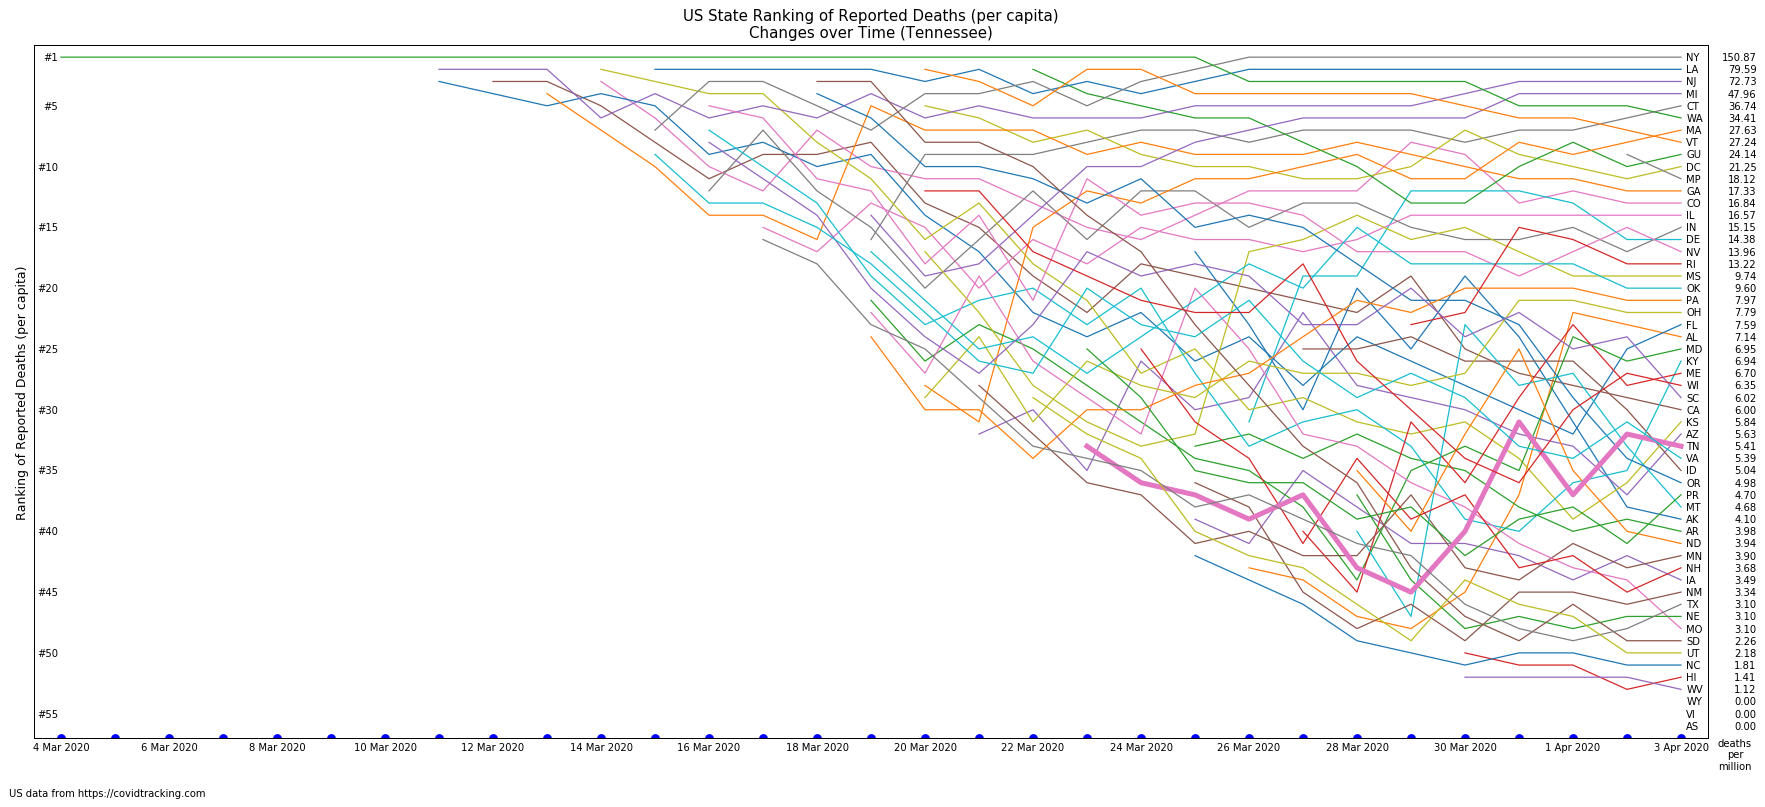 US State Ranking of Reported Deaths (per capita)
Changes over Time (Tennessee)
Ranking of Reported Deaths (per capita)
#1
#5
#10
#15
#20
#25
#30
#35
#40
#45
#50
#55
NY 150.87
LA 79.59
NJ 72.73
MI 47.96
CT 36.74
WA 34.41
MA 27.63
VT 27.24
GU 24.14
DC 21.25
MP 18.12
GA 17.33
CO 16.84
IL 16.57
IN 15.15
DE 14.38
NV 13.96
RI 13.22
MS 9.74
OK 9.60
PA 7.97
OH 7.79
FL 7.59
AL 7.14
MD 6.95
KY 6.94
ME 6.70
WI 6.35
SC 6.02
CA 6.00
KS 5.84
AZ 5.63
TN 5.41
VA 5.39
ID 5.04
OR 4.98
PR 4.70
MT 4.68
AK 4.10
AR 3.98
ND 3.94
MN 3.90
NH 3.68
IA 3.49
NM 3.34
TX 3.10
NE 3.10
MO 3.10
SD 2.26
UT 2.18
NC 1.81
HI 1.41
WV 1.12
WY 0.00
VI 0.00
AS 0.00
4 Mar 2020 6 Mar 2020 8 Mar 2020 10 Mar 2020 12 Mar 2020 14 Mar 2020 16 Mar 2020 18 Mar 2020 20 Mar 2020 22 Mar 2020 24 Mar 2020 26 Mar 2020 28 Mar 2020 30 Mar 2020 1 Apr 2020 3 Apr 2020
deaths
per
million
US data from https://covidtracking.com